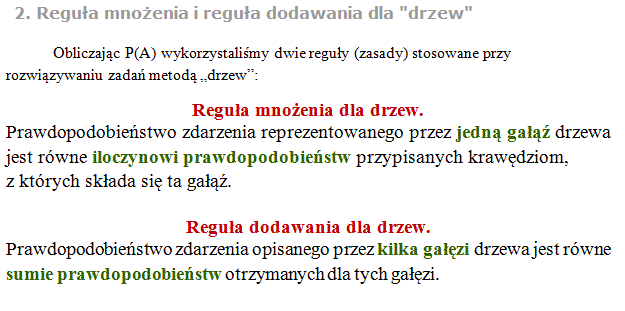 2. Reguła mnożenia i reguła dodawania dla "drzew"
Obliczając P(A) wykorzystaliśmy dwie reguły (zasady) stosowane przy
rozwiązywaniu zadań metodą „drzew”:
Reguła mnożenia dla drzew.
Prawdopodobieństwo zdarzenia reprezentowanego przez jedną gałąź drzewa
jest równe iloczynowi prawdopodobieństw przypisanych krawędziom,
z których składa się ta gałąź.
Reguła dodawania dla drzew.
Prawdopodobieństwo zdarzenia opisanego przez kilka gałęzi drzewa jest równe
sumie prawdopodobieństw otrzymanych dla tych gałęzi.